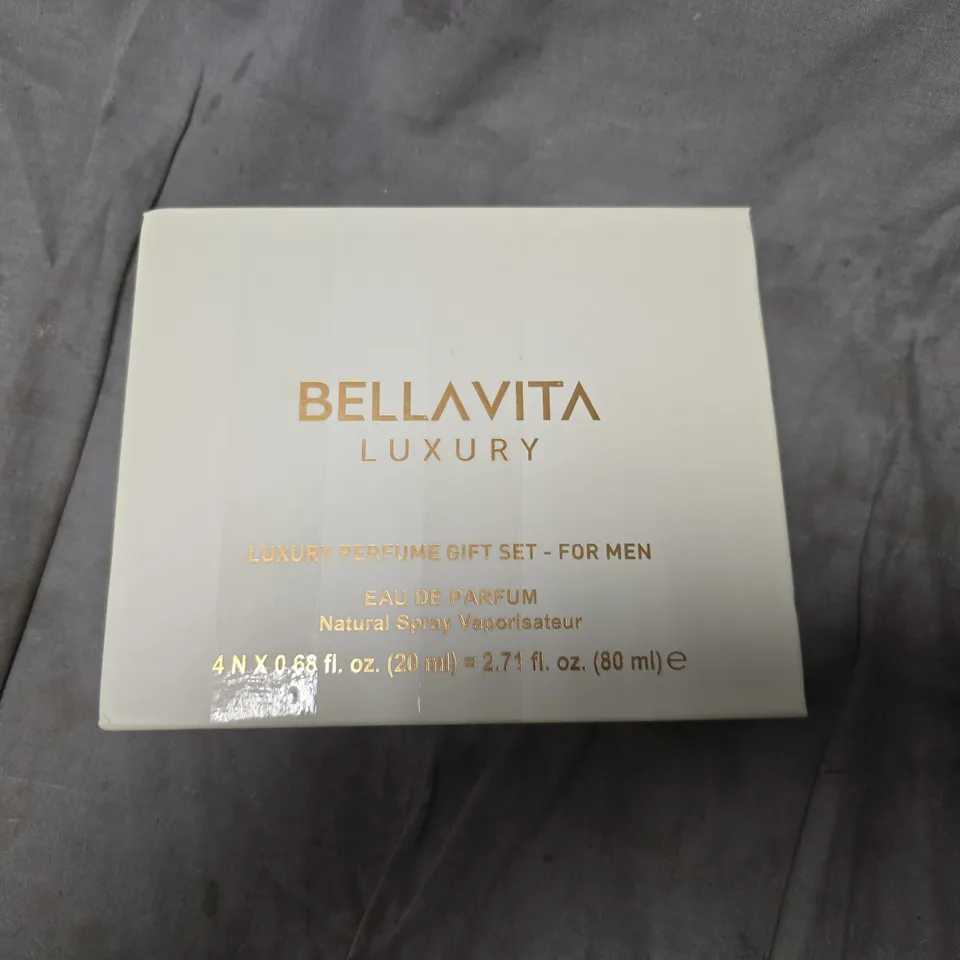 BELLAVITA
LUXURY
LUXURY PERFUME GIFT SET - FOR MEN
EAU DE PARFUM
Natural Spray Vaporisateur
4 N X 0.68 fl. oz. (20 ml) = 2.71 fl. oz. (80 ml) ℮